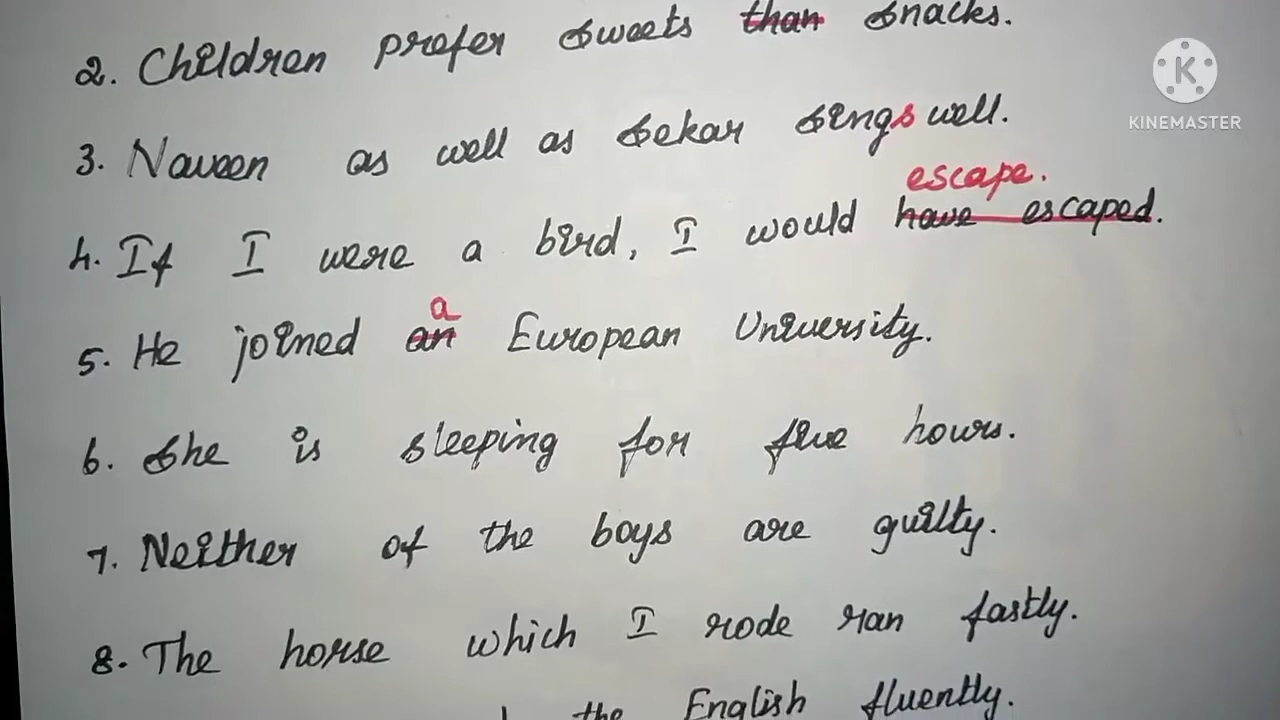 2. Children prefer sweets than snacks.
K
KINEMASTER
3. Naveen as well as Sekar sings well.
escape.
4. If I were a bird, I would have escaped.
a
5. He joined an European University.
6. She is sleeping for five hours.
7. Neither of the boys are guilty.
8. The horse which I rode ran fastly.
the English fluently.